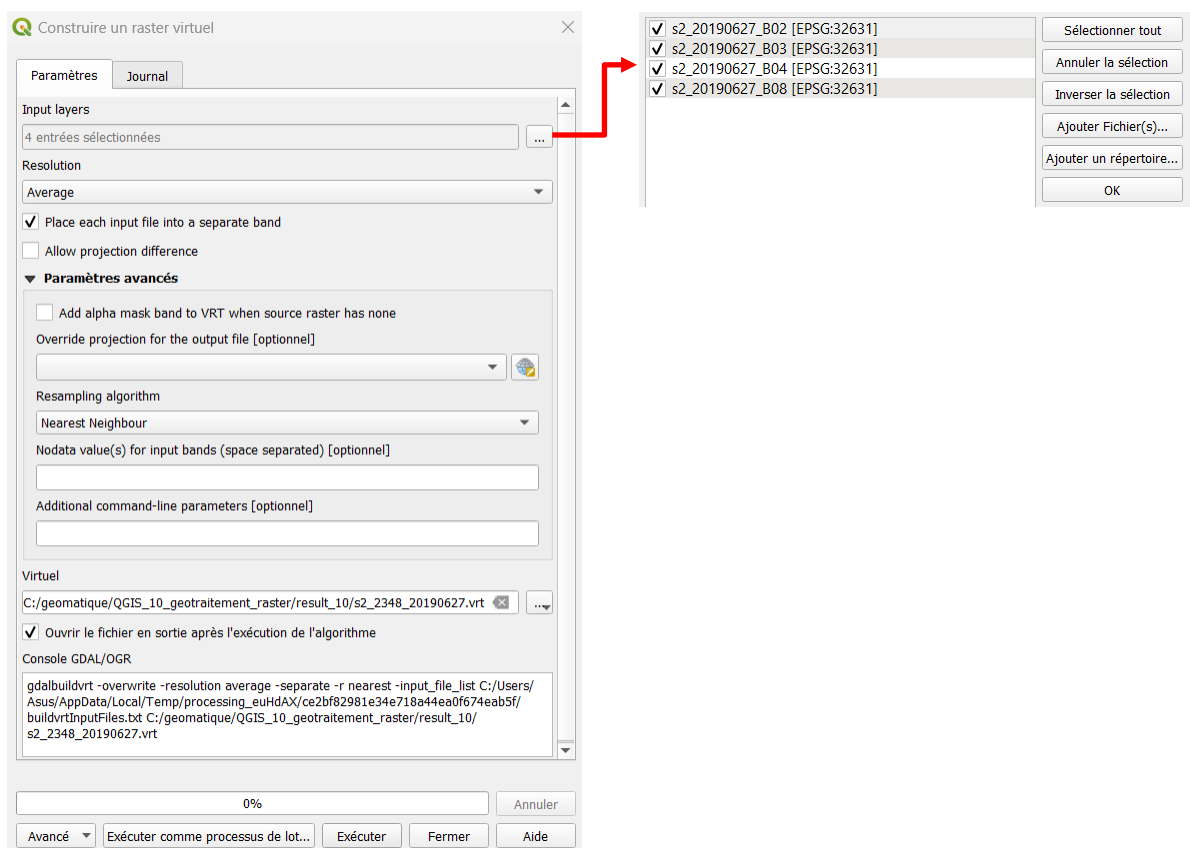 Construire un raster virtuel
Paramètres
Journal
Input layers
4 entrées sélectionnées
...
Resolution
Average
Place each input file into a separate band
Allow projection difference
Paramètres avancés
Add alpha mask band to VRT when source raster has none
Override projection for the output file [optionnel]
Resampling algorithm
Nearest Neighbour
Nodata value(s) for input bands (space separated) [optionnel]
Additional command-line parameters [optionnel]
Virtuel
C:/geomatique/QGIS_10_geotraitement_raster/result_10/s2_2348_20190627.vrt
...
Ouvrir le fichier en sortie après l'exécution de l'algorithme
Console GDAL/OGR
gdalbuildvrt -overwrite -resolution average -separate -r nearest -input_file_list C:/Users/
Asus/AppData/Local/Temp/processing_euHdAX/ce2bf82981e34e718a44ea0f674eab5f/
buildvrtInputFiles.txt C:/geomatique/QGIS_10_geotraitement_raster/result_10/
s2_2348_20190627.vrt
0%
Annuler
Avancé
Exécuter comme processus de lot...
Exécuter
Fermer
Aide
s2_20190627_B02 [EPSG:32631]
s2_20190627_B03 [EPSG:32631]
s2_20190627_B04 [EPSG:32631]
s2_20190627_B08 [EPSG:32631]
Sélectionner tout
Annuler la sélection
Inverser la sélection
Ajouter Fichier(s)...
Ajouter un répertoire...
OK